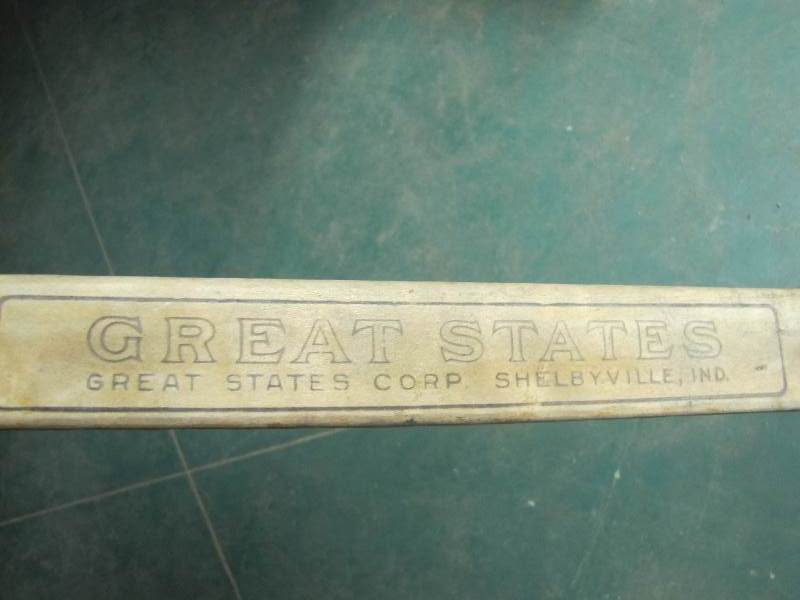 GREAT STATES
GREAT STATES CORP. SHELBYVILLE, IND.